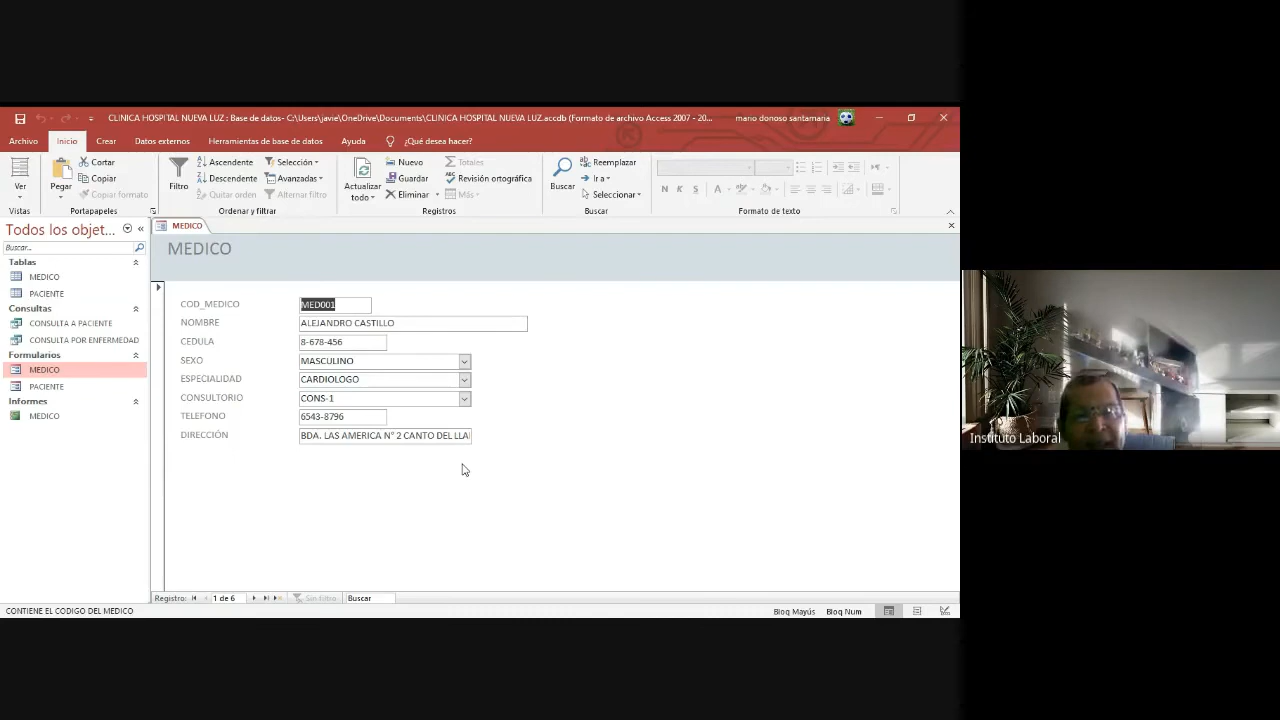 CLINICA HOSPITAL NUEVA LUZ : Base de datos- C:\Users\javie\OneDrive\Documents\CLINICA HOSPITAL NUEVA LUZ.accdb (Formato de archivo Access 2007 - 20... mario donoso santamaria
Archivo Inicio Crear Datos externos Herramientas de base de datos Ayuda ¿Qué desea hacer?
Ver Pegar Cortar Copiar Copiar formato
Filtro Ascendente Descendente Quitar orden Selección Avanzadas Alternar filtro
Actualizar todo Nuevo Guardar Eliminar Totales Revisión ortográfica Más
Buscar Reemplazar Ir a Seleccionar
N K S A
Vistas Portapapeles Ordenar y filtrar Registros Buscar Formato de texto
Todos los objet... «
Buscar...
Tablas
MEDICO
PACIENTE
Consultas
CONSULTA A PACIENTE
CONSULTA POR ENFERMEDAD
Formularios
MEDICO
PACIENTE
Informes
MEDICO
MEDICO
MEDICO
COD_MEDICO MED001
NOMBRE ALEJANDRO CASTILLO
CEDULA 8-678-456
SEXO MASCULINO
ESPECIALIDAD CARDIOLOGO
CONSULTORIO CONS-1
TELEFONO 6543-8796
DIRECCIÓN BDA. LAS AMERICA N° 2 CANTO DEL LLA
Registro: 1 de 6 Sin filtro Buscar
CONTIENE EL CODIGO DEL MEDICO Bloq Mayús Bloq Num
Instituto Laboral